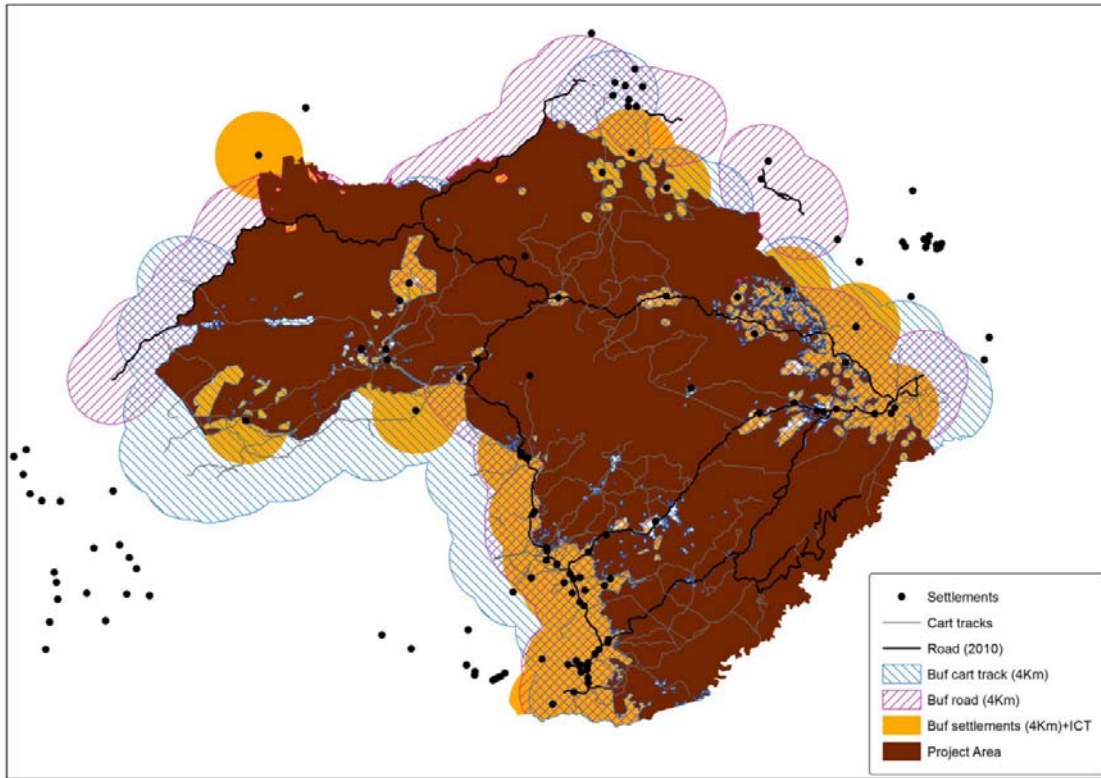 Settlements
Cart tracks
Road (2010)
Buf cart track (4Km)
Buf road (4Km)
Buf settlements (4Km)+ICT
Project Area